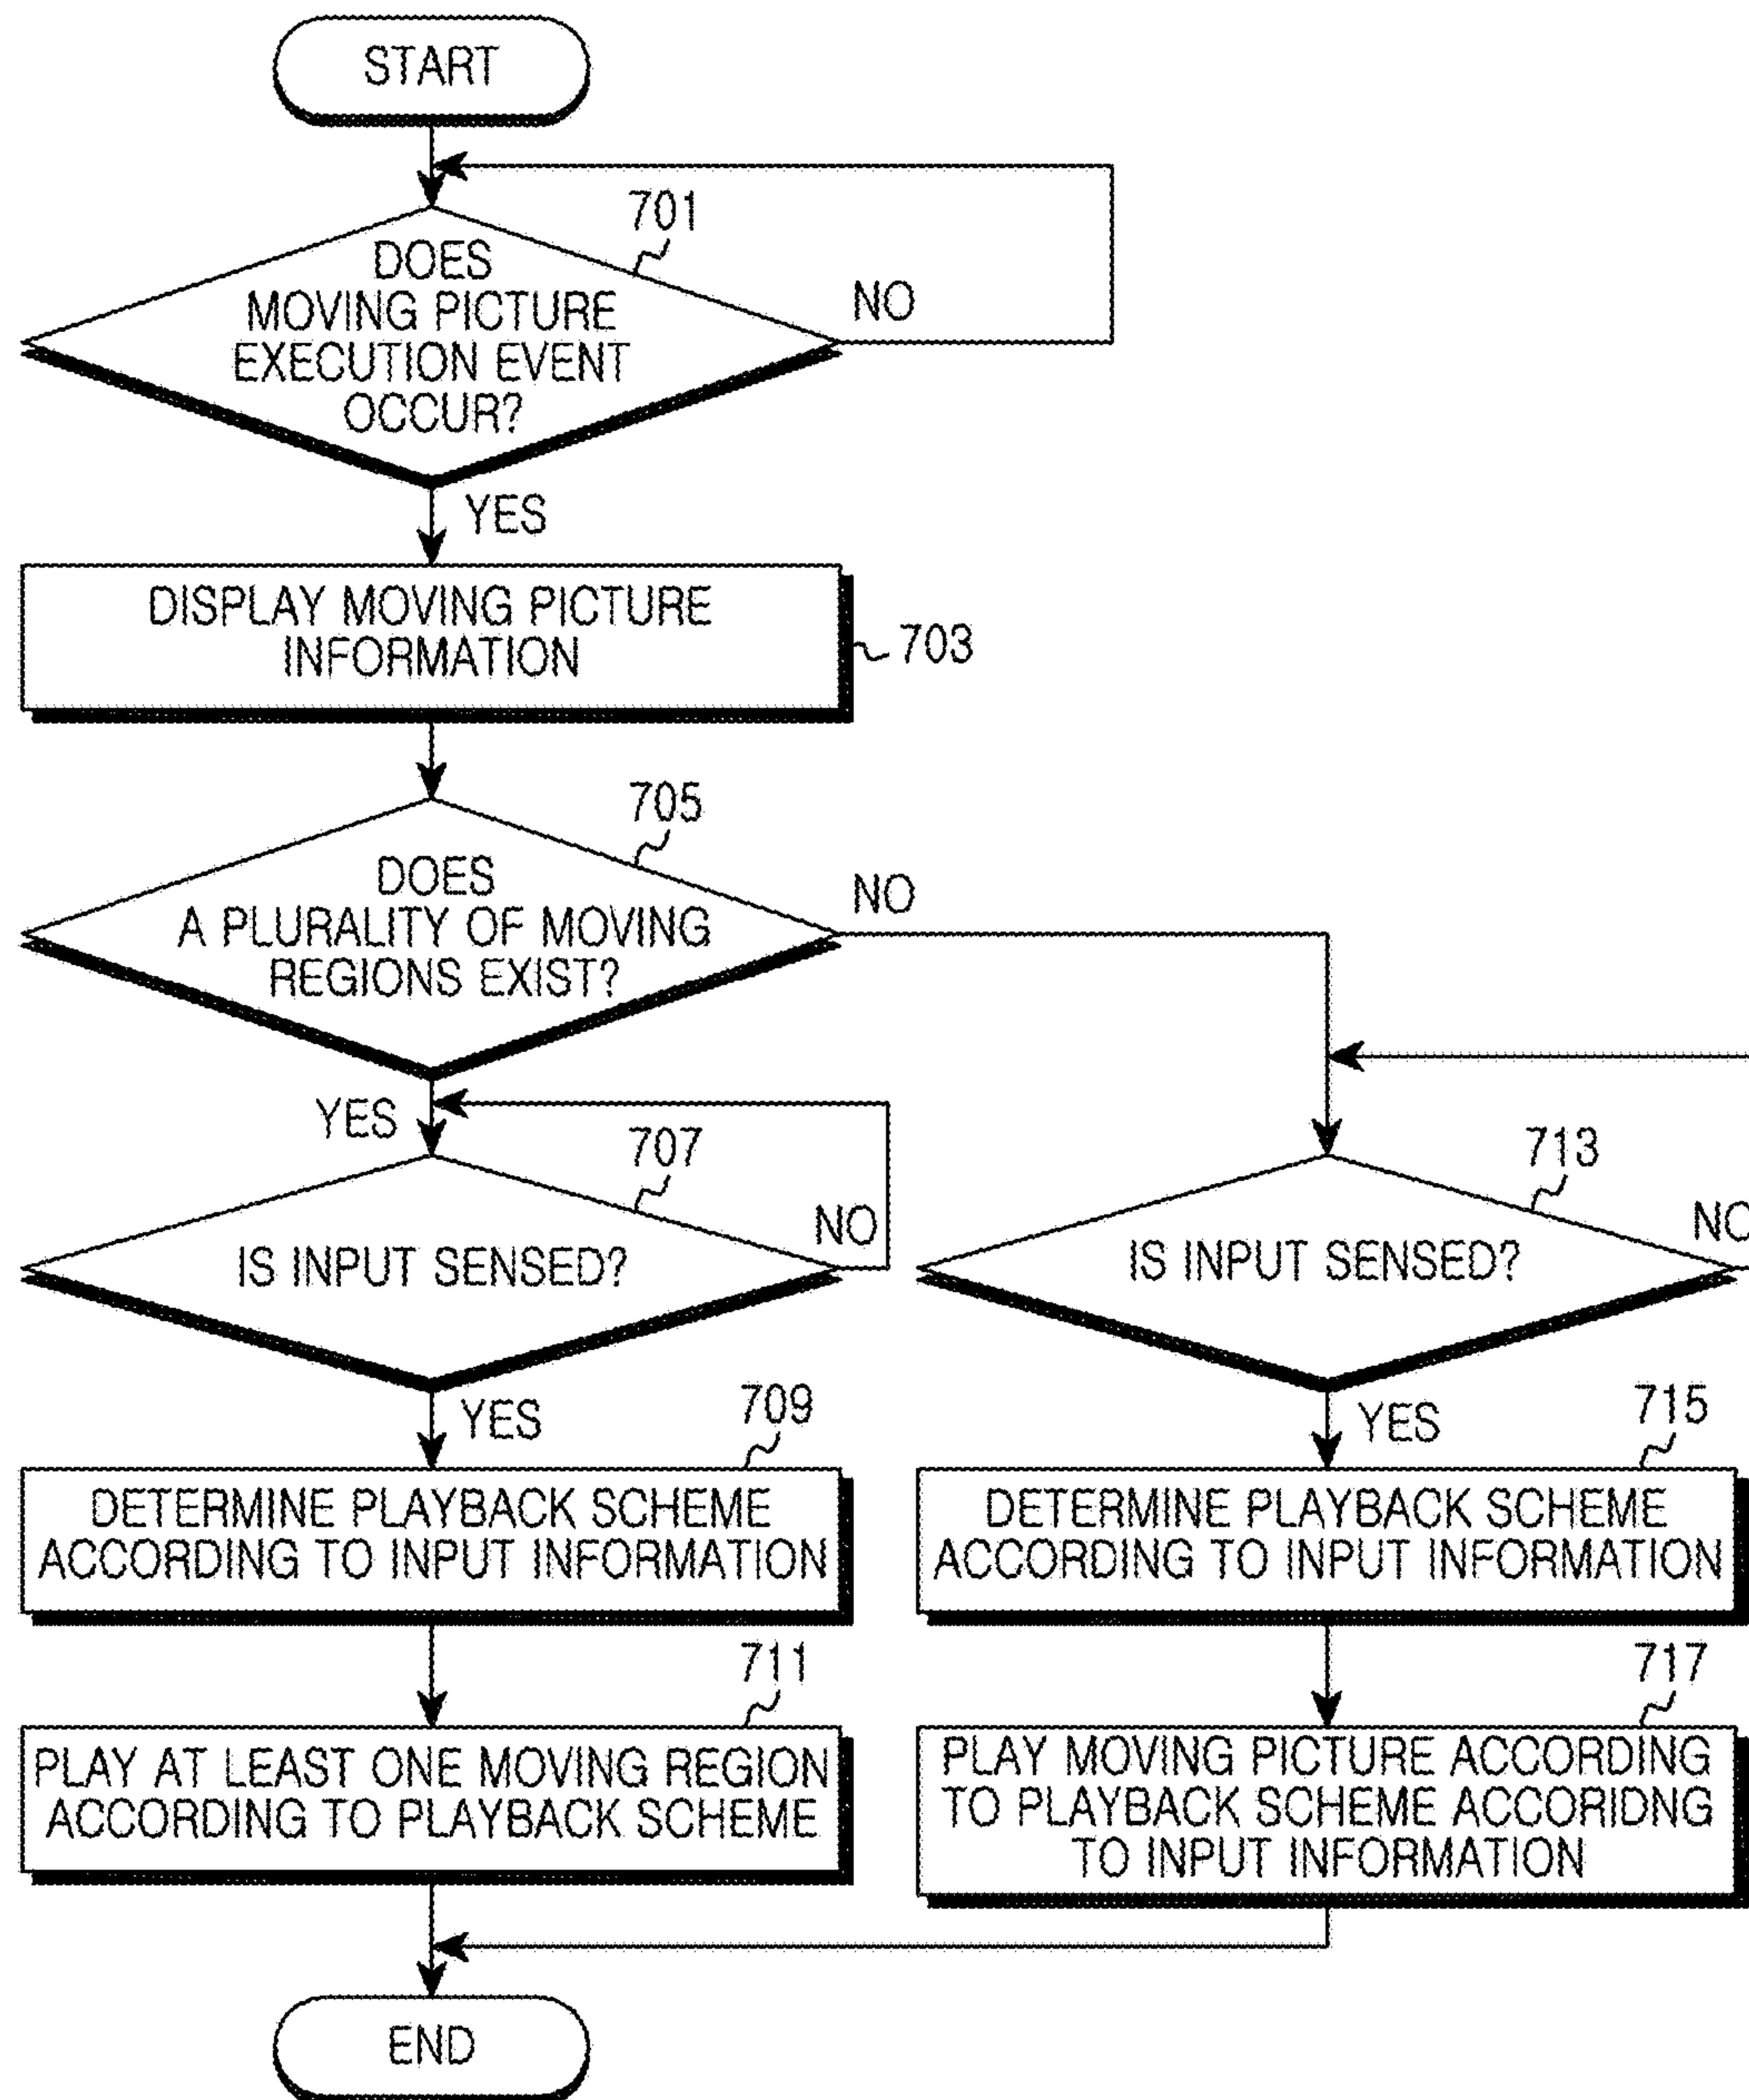 START
701
DOES
MOVING PICTURE
EXECUTION EVENT
OCCUR?
NO
YES
DISPLAY MOVING PICTURE
INFORMATION
703
705
DOES
A PLURALITY OF MOVING
REGIONS EXIST?
NO
YES
707
IS INPUT SENSED?
NO
YES
709
DETERMINE PLAYBACK SCHEME
ACCORDING TO INPUT INFORMATION
711
PLAY AT LEAST ONE MOVING REGION
ACCORDING TO PLAYBACK SCHEME
713
IS INPUT SENSED?
NO
YES
715
DETERMINE PLAYBACK SCHEME
ACCORDING TO INPUT INFORMATION
717
PLAY MOVING PICTURE ACCORDING
TO PLAYBACK SCHEME ACCORIDNG
TO INPUT INFORMATION
END